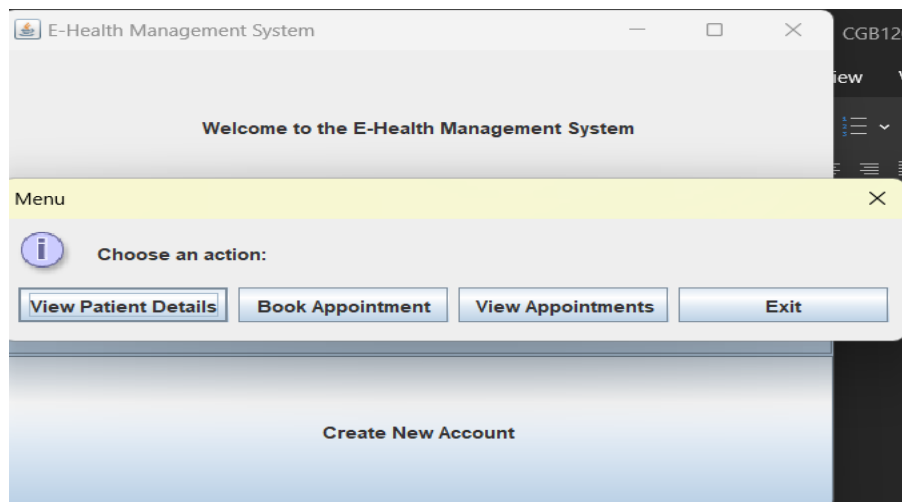 E-Health Management System
CGB12
iew
Welcome to the E-Health Management System
Menu
Choose an action:
View Patient Details Book Appointment View Appointments Exit
Create New Account